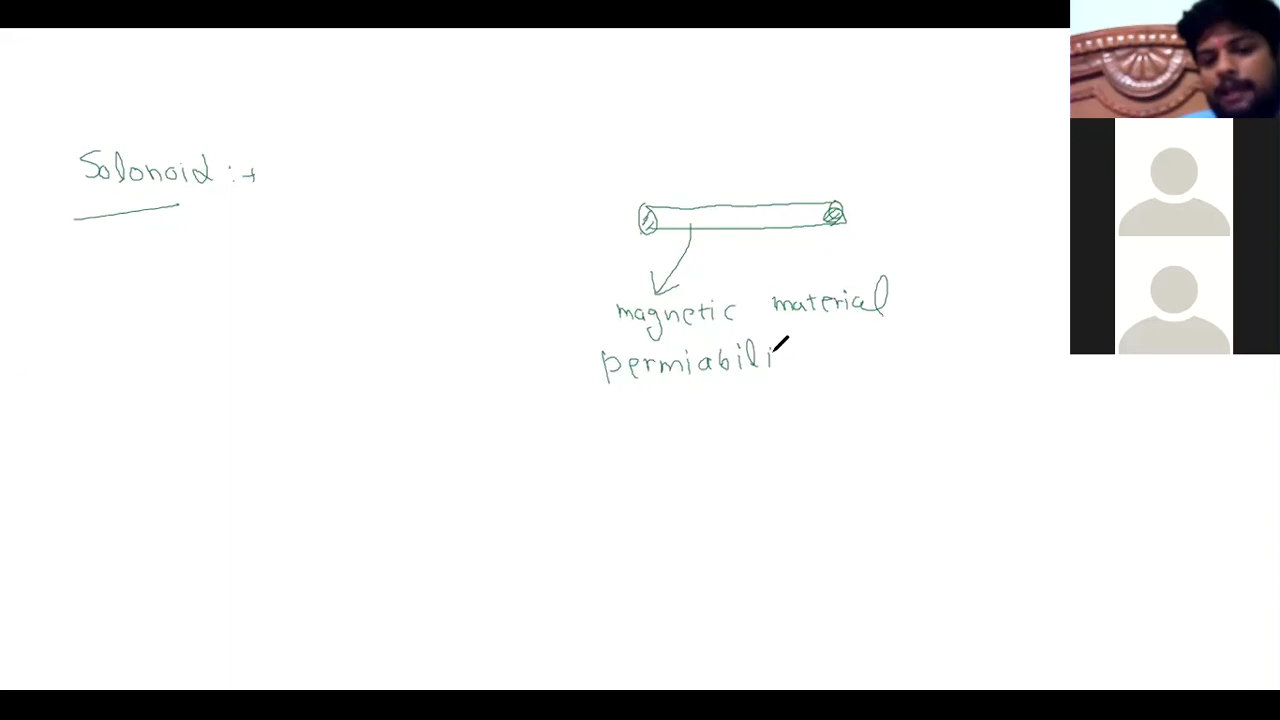 Solonoid :→
magnetic material
permiabili